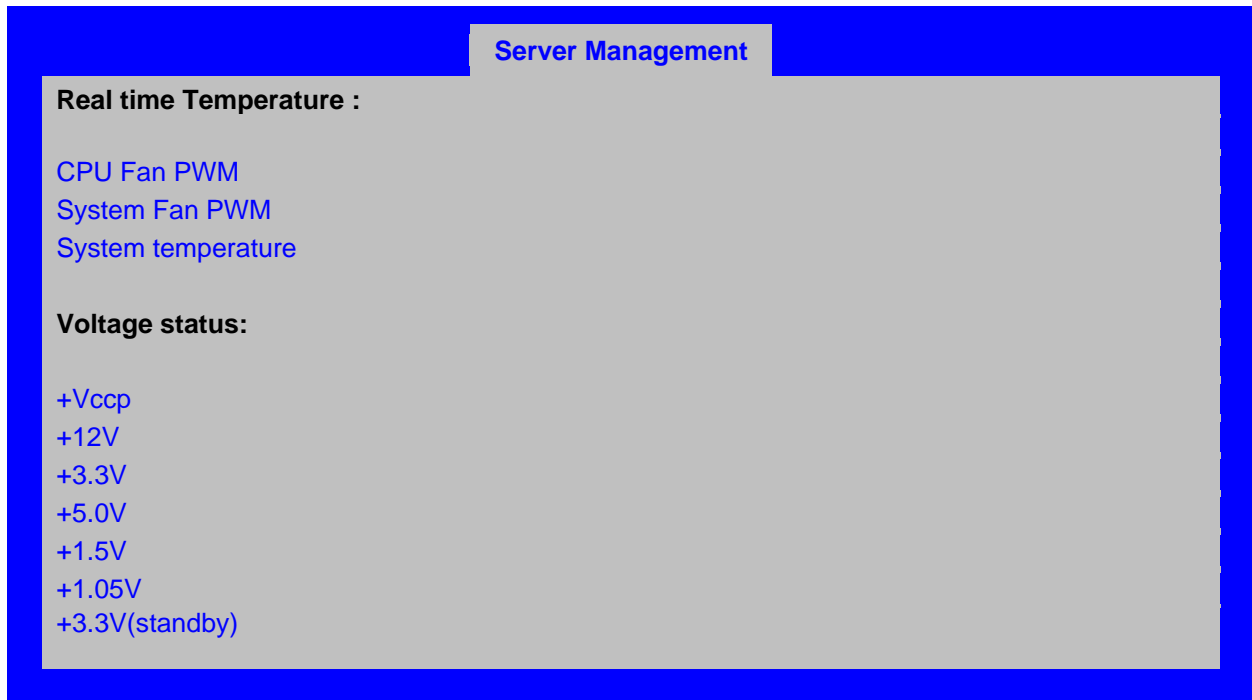 Server Management
Real time Temperature :
CPU Fan PWM
System Fan PWM
System temperature
Voltage status:
+Vccp
+12V
+3.3V
+5.0V
+1.5V
+1.05V
+3.3V(standby)